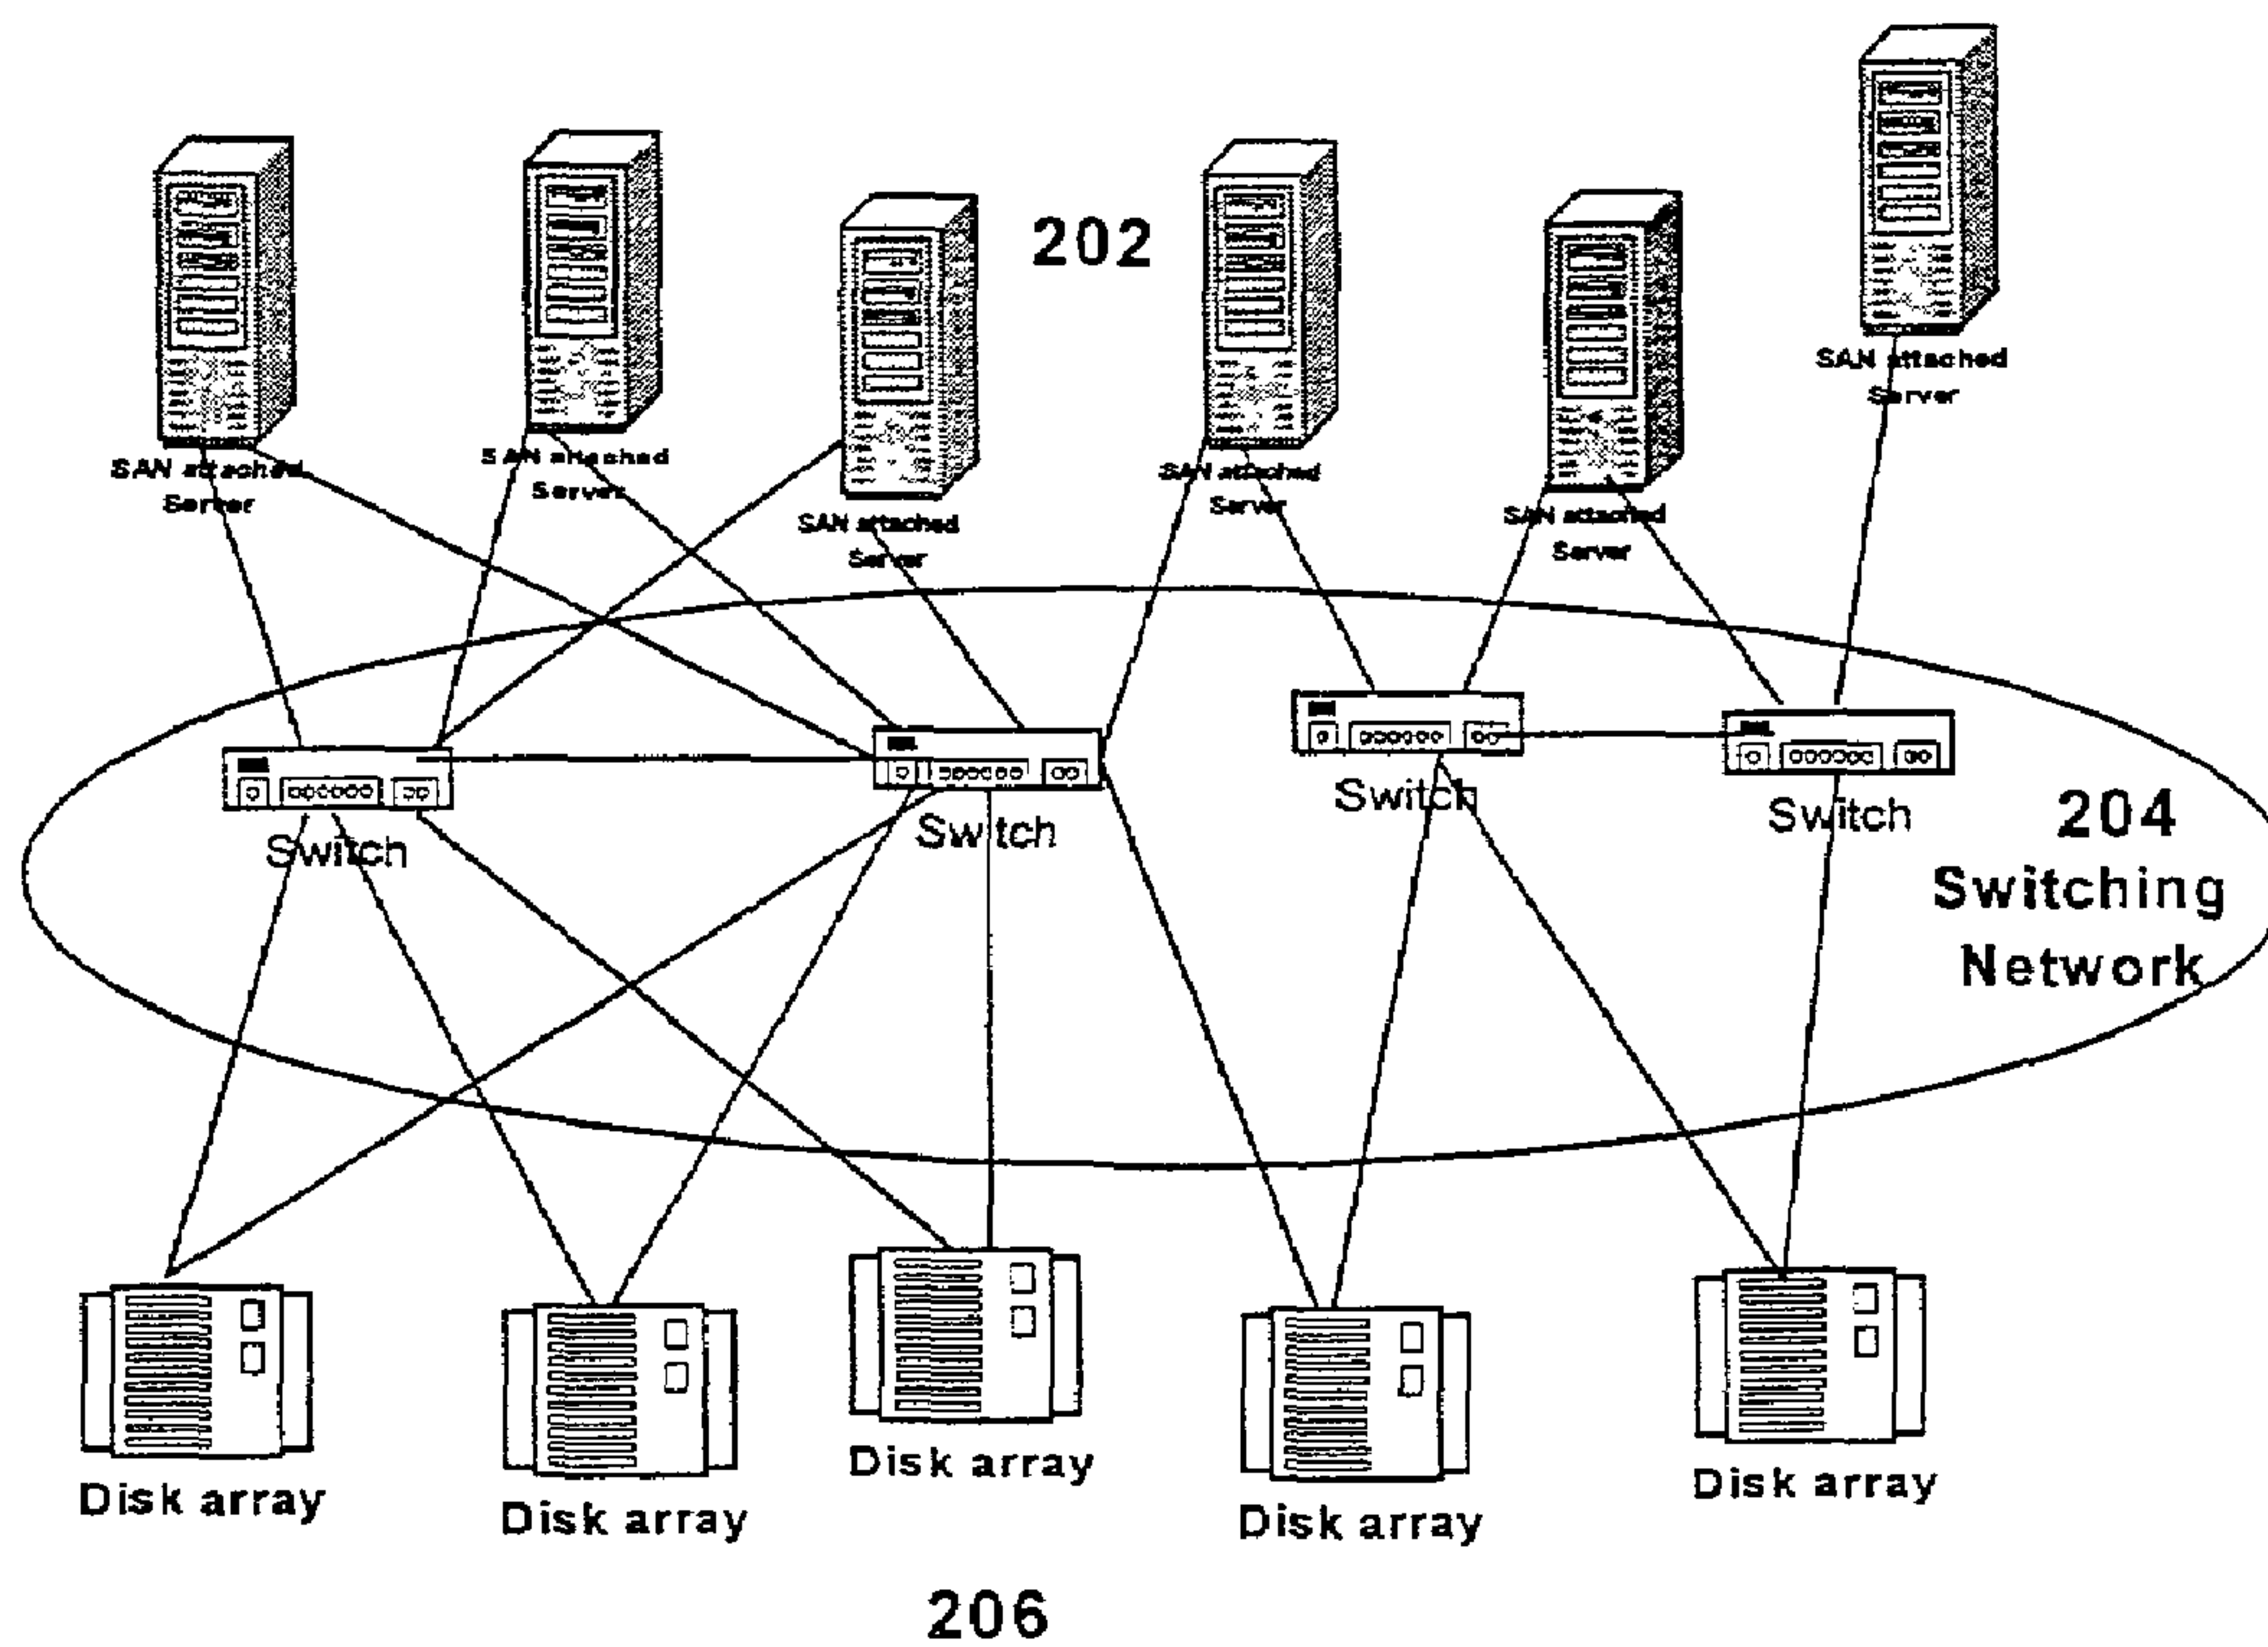 202
SAN attached
Server
SAN attached
Server
SAN attached
Server
SAN attached
Server
SAN attached
Server
SAN attached
Server
Switch
Switch
Switch
Switch
204
Switching
Network
Disk array
Disk array
Disk array
Disk array
Disk array
206